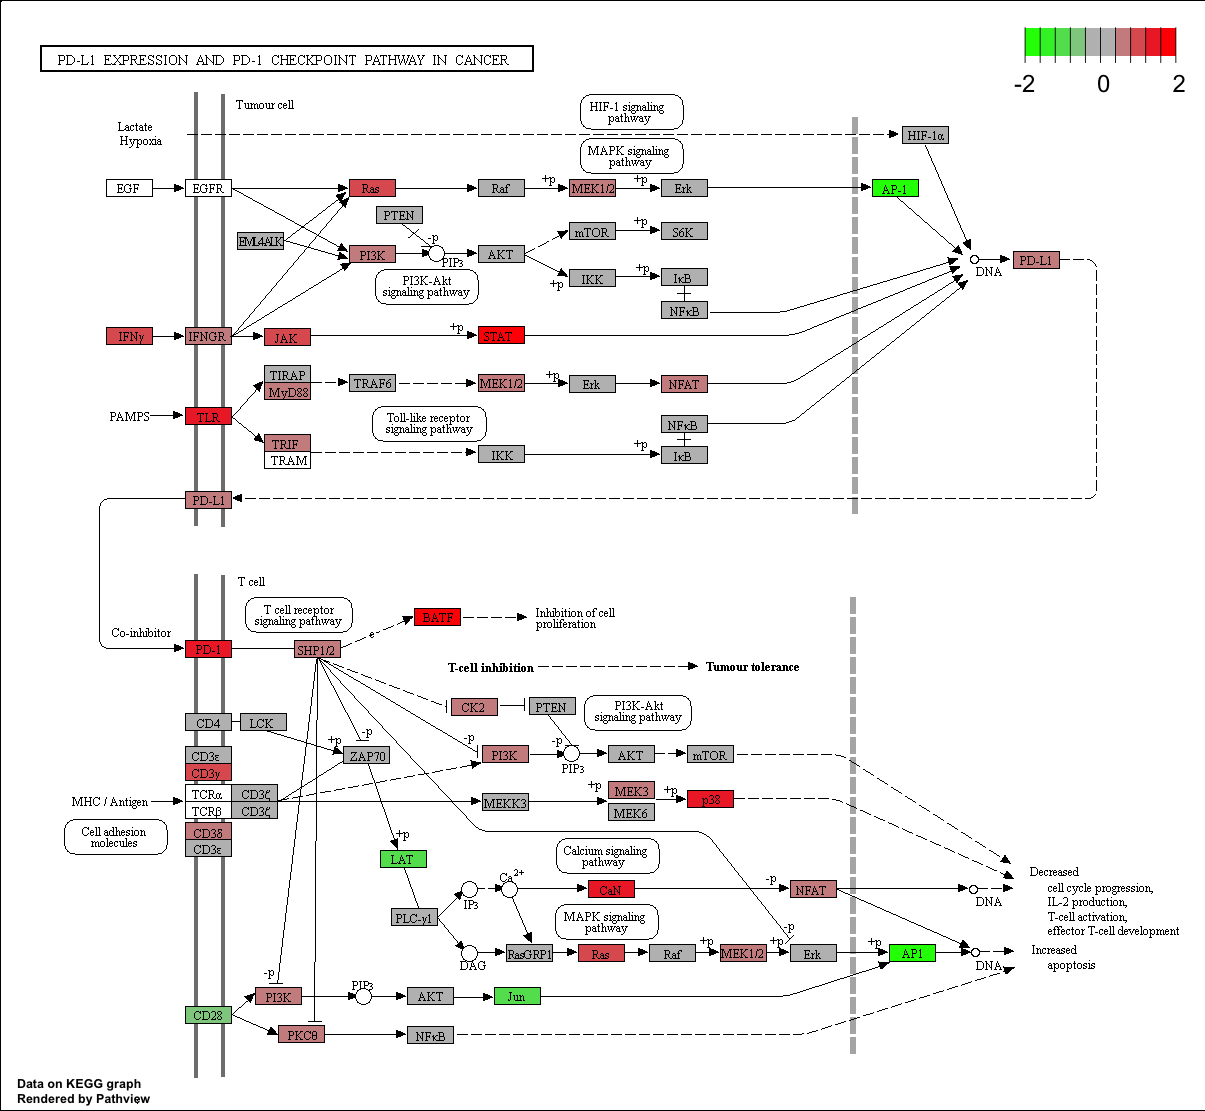 PD-L1 EXPRESSION AND PD-1 CHECKPOINT PATHWAY IN CANCER
-2 0 2
Tumour cell
Lactate
Hypoxia
HIF-1 signaling
pathway
HIF-1α
MAPK signaling
pathway
EGF
EGFR
Ras
Raf
+p
MEK1/2
+p
Erk
AP-1
PTEN
EML4ALK
-p
PI3K
PIP3
AKT
mTOR
+p
S6K
PI3K-Akt
signaling pathway
+p
IKK
+p
IκB
NFκB
DNA
PD-L1
IFNγ
IFNGR
JAK
+p
STAT
TIRAP
MyD88
TRAF6
MEK1/2
+p
Erk
NFAT
PAMPS
TLR
Toll-like receptor
signaling pathway
NFκB
TRIF
TRAM
IKK
+p
IκB
PD-L1
T cell
T cell receptor
signaling pathway
BATF
Inhibition of cell
proliferation
e
Co-inhibitor
PD-1
SHP1/2
T-cell inhibition
Tumour tolerance
CK2
PTEN
PI3K-Akt
signaling pathway
CD4
LCK
+p
-p
ZAP70
-p
PI3K
-p
PIP3
AKT
mTOR
CD3ε
CD3γ
TCRα
CD3ζ
TCRβ
CD3ζ
MHC / Antigen
MEKK3
+p
MEK3
MEK6
+p
p38
CD3δ
CD3ε
Cell adhesion
molecules
+p
LAT
Calcium signaling
pathway
Ca2+
IP3
CaN
-p
NFAT
DNA
Decreased
cell cycle progression,
IL-2 production,
T-cell activation,
effector T-cell development
PLC-γ1
MAPK signaling
pathway
DAG
RasGRP1
Ras
Raf
+p
MEK1/2
+p
-p
Erk
+p
AP1
DNA
Increased
apoptosis
-p
PI3K
PIP3
AKT
Jun
CD28
PKCθ
NFκB
Data on KEGG graph
Rendered by Pathview